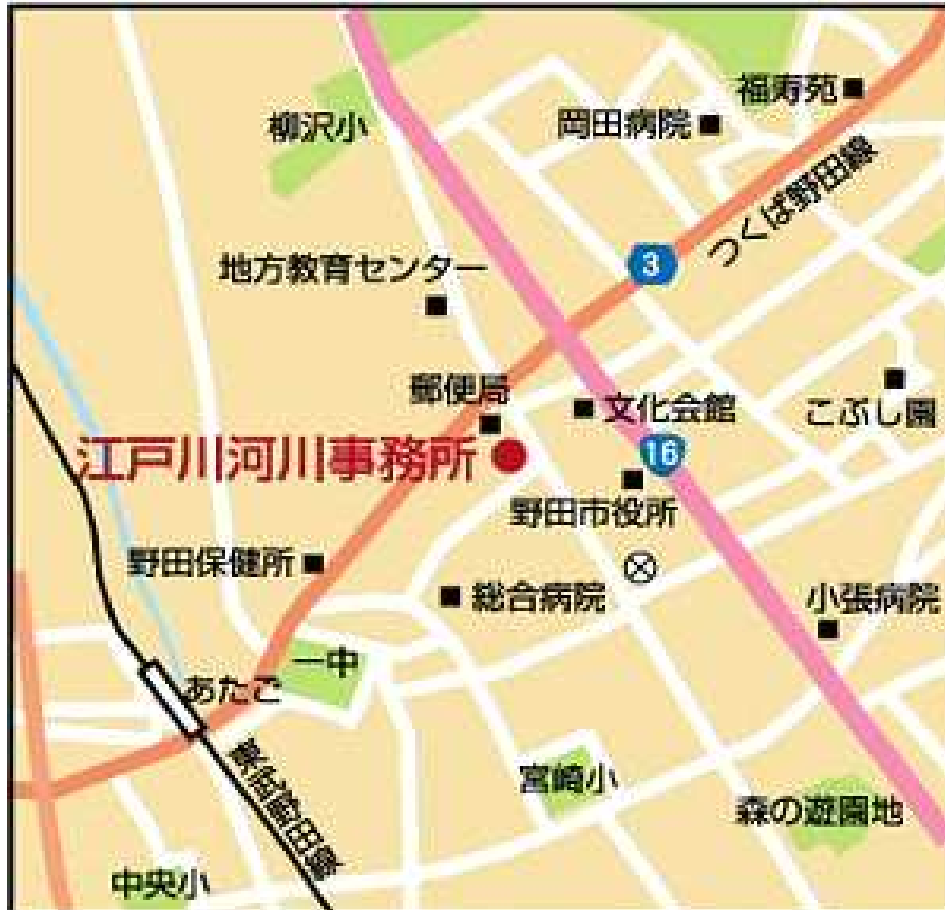 福寿苑
岡田病院
柳沢小
つくば野田線
3
地方教育センター
郵便局
文化会館
こぶし園
江戸川河川事務所
16
野田市役所
野田保健所
総合病院
小張病院
一中
あたご
東武野田線
宮崎小
森の遊園地
中央小